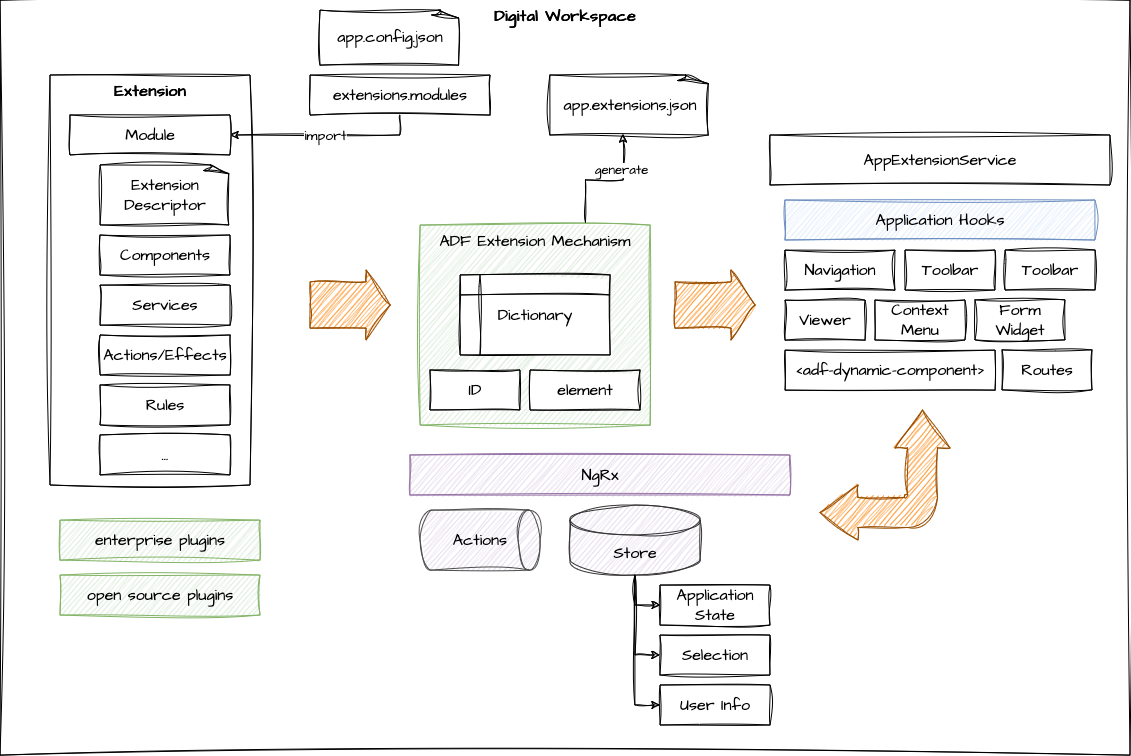 Digital Workspace
app.config.json
extensions.modules
import
Extension
Module
Extension
Descriptor
Components
Services
Actions/Effects
Rules
...
enterprise plugins
open source plugins
app.extensions.json
generate
ADF Extension Mechanism
Dictionary
ID
element
AppExtensionService
Application Hooks
Navigation
Toolbar
Toolbar
Viewer
Context
Menu
Form
Widget
<adf-dynamic-component>
Routes
NgRx
Actions
Store
Application
State
Selection
User Info